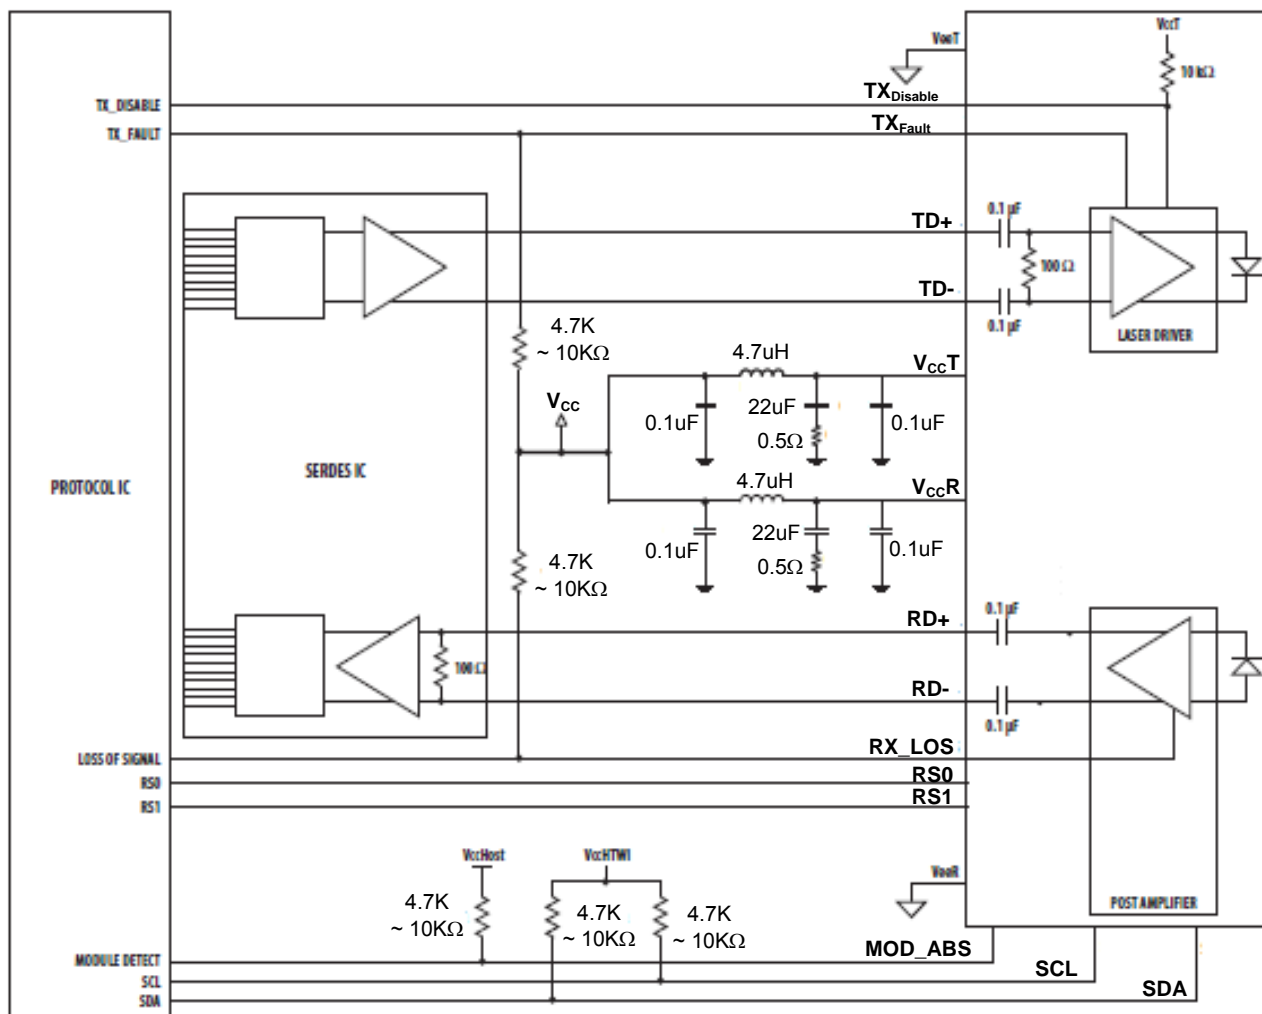 VeeT
VccT
10 kΩ
TX_DISABLE
TX_Disable
TX_FAULT
TX_Fault
0.1 µF
TD+
100 Ω
TD-
0.1 µF
LASER DRIVER
4.7K
~ 10KΩ
4.7uH
VCCT
VCC
0.1uF
22uF
0.5Ω
0.1uF
SERDES IC
PROTOCOL IC
4.7uH
VCCR
0.1uF
22uF
0.5Ω
0.1uF
4.7K
~ 10KΩ
0.1 µF
RD+
100 Ω
RD-
0.1 µF
LOSS OF SIGNAL
RX_LOS
RS0
RS0
RS1
RS1
VccHost
VccHTWI
VeeR
4.7K
~ 10KΩ
4.7K
~ 10KΩ
4.7K
~ 10KΩ
POST AMPLIFIER
MODULE DETECT
MOD_ABS
SCL
SCL
SDA
SDA